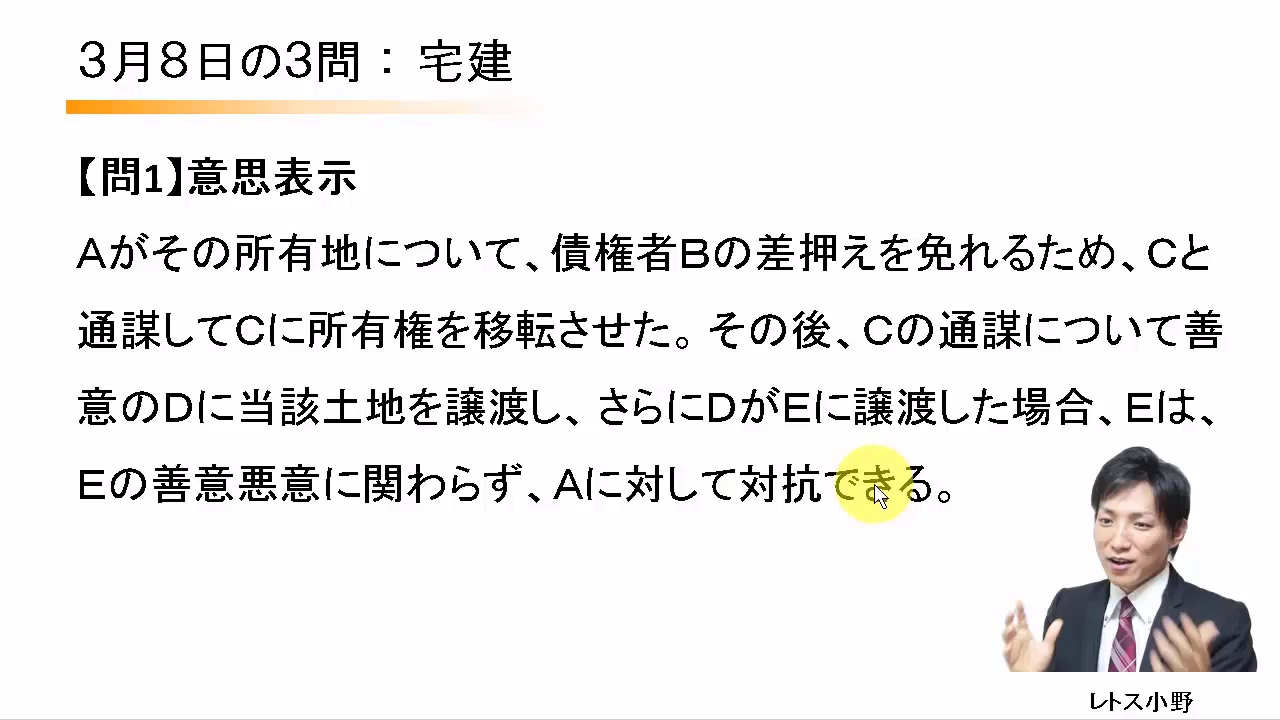 ３月８日の３問：宅建
【問1】意思表示
Ａがその所有地について、債権者Ｂの差押えを免れるため、Ｃと
通謀してＣに所有権を移転させた。その後、Ｃの通謀について善
意のＤに当該土地を譲渡し、さらにＤがＥに譲渡した場合、Ｅは、
Ｅの善意悪意に関わらず、Ａに対して対抗できる。
レトス小野